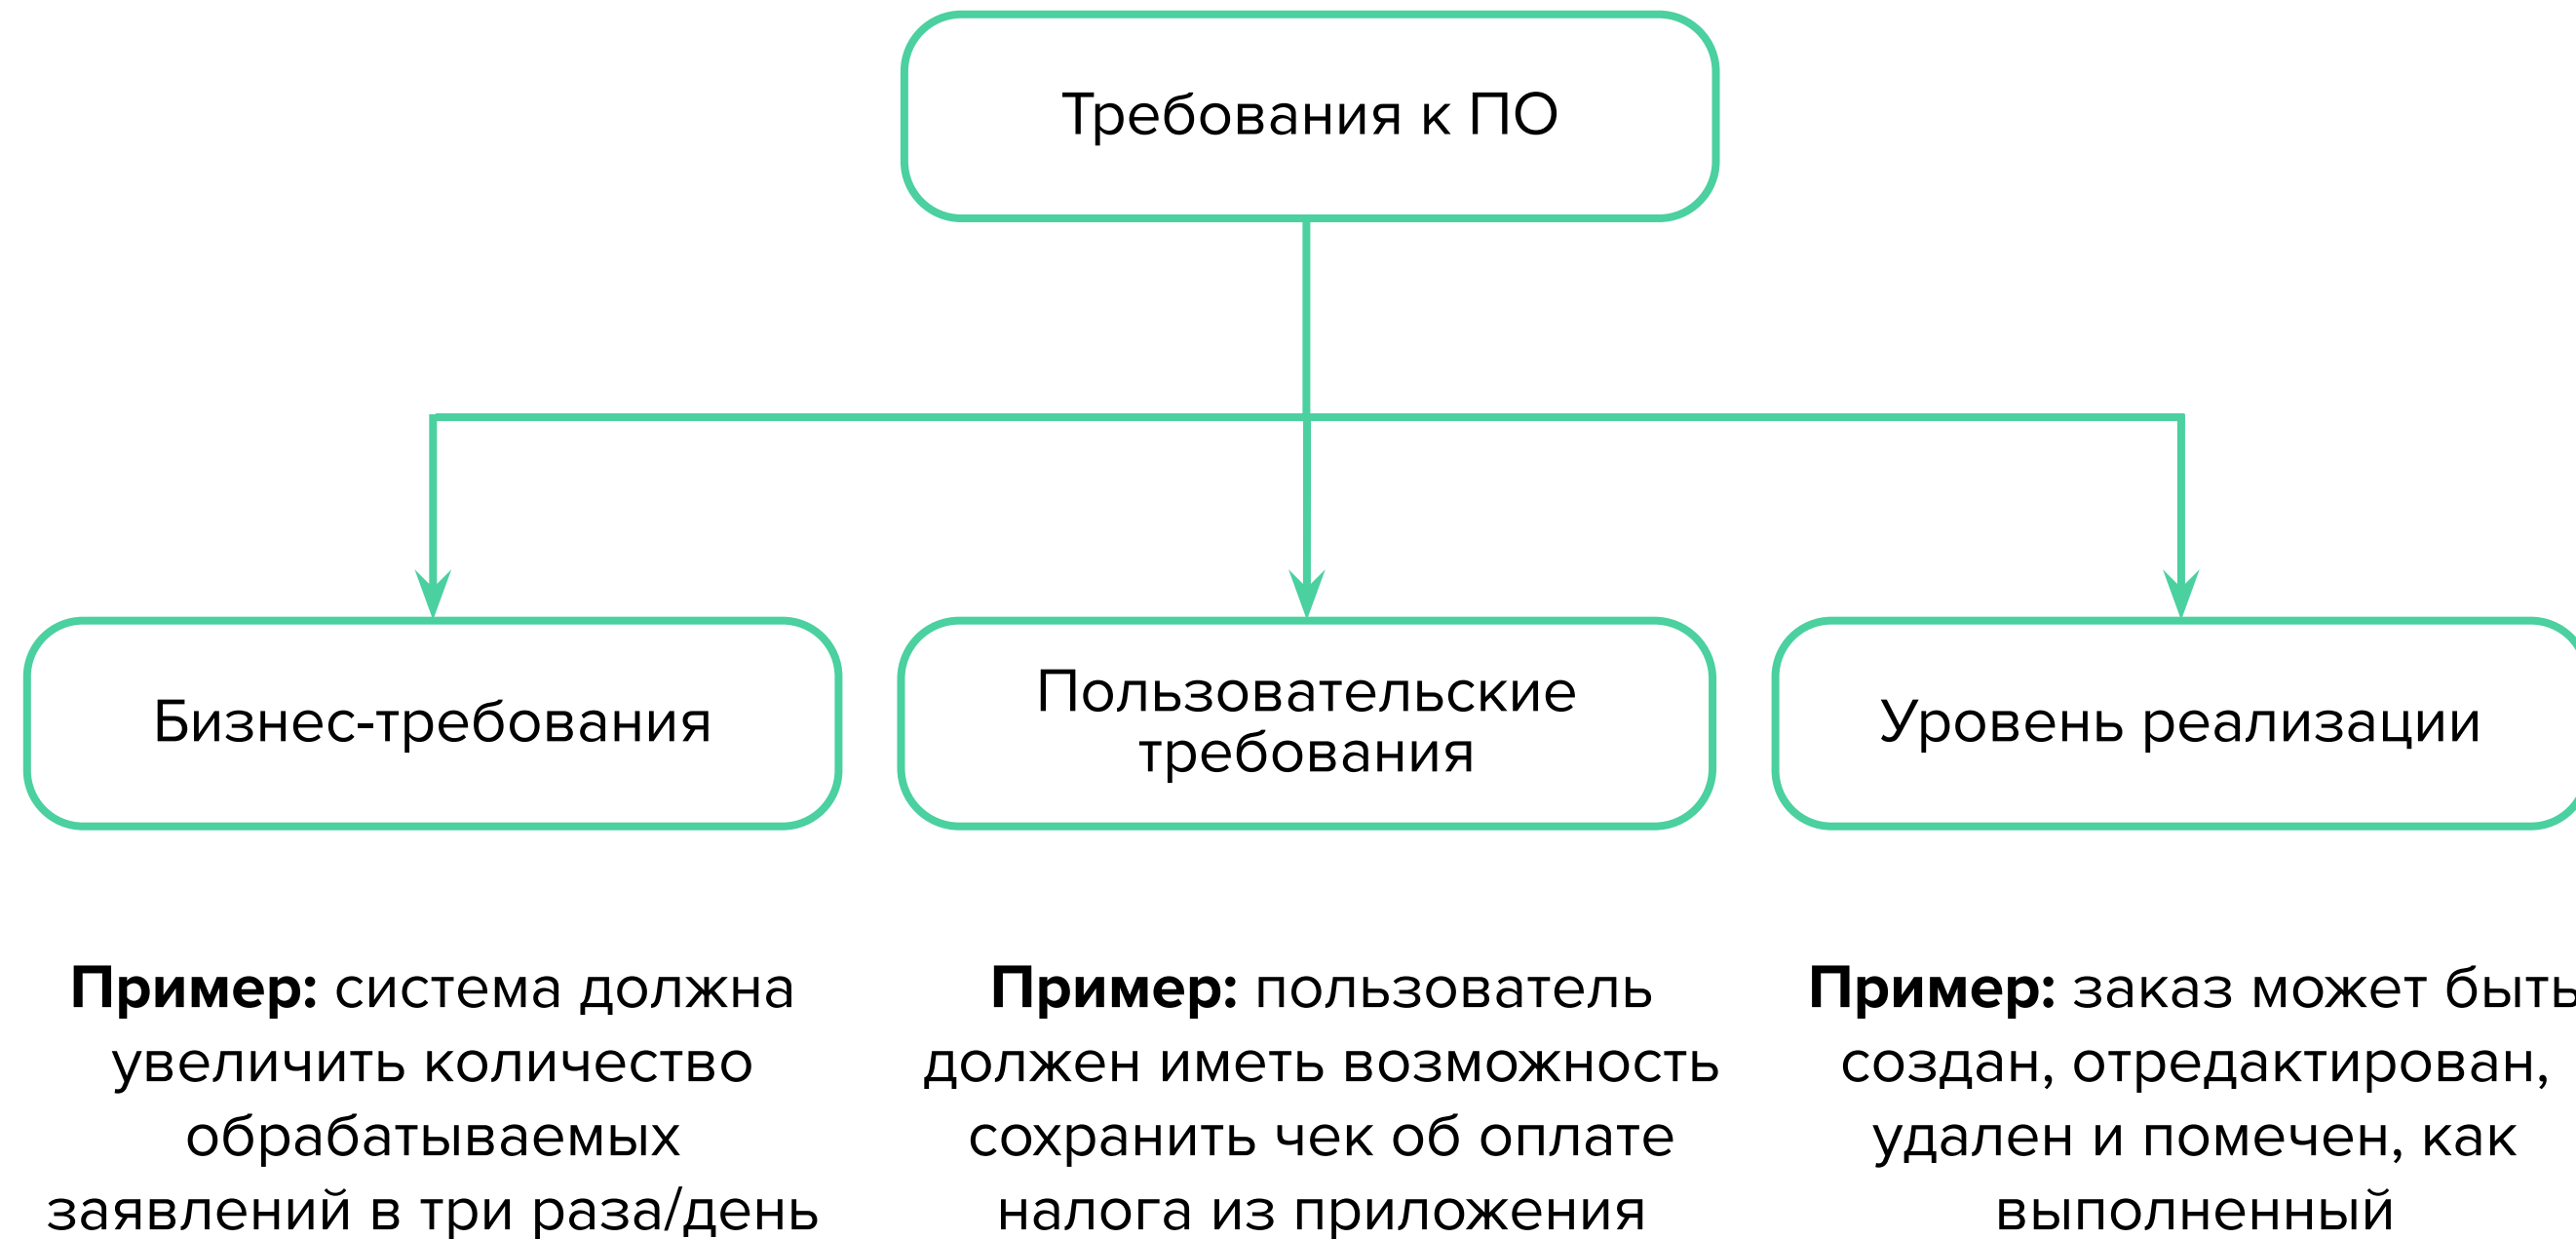 Требования к ПО
Бизнес-требования
Пользовательские
требования
Уровень реализации
Пример: система должна
увеличить количество
обрабатываемых
заявлений в три раза/день
Пример: пользователь
должен иметь возможность
сохранить чек об оплате
налога из приложения
Пример: заказ может быть
создан, отредактирован,
удален и помечен, как
выполненный